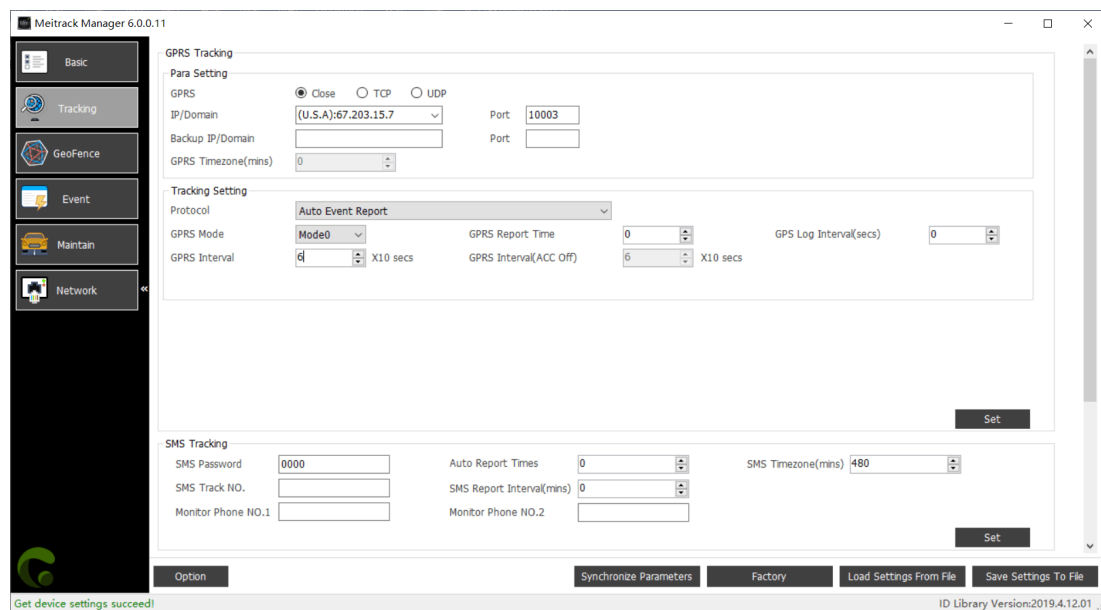 Meitrack Manager 6.0.0.11
Basic
Tracking
GeoFence
Event
Maintain
Network
«
GPRS Tracking
Para Setting
GPRS Close TCP UDP
IP/Domain (U.S.A):67.203.15.7 Port 10003
Backup IP/Domain Port
GPRS Timezone(mins) 0
Tracking Setting
Protocol Auto Event Report
GPRS Mode Mode0 GPRS Report Time 0 GPS Log Interval(secs) 0
GPRS Interval 6 X10 secs GPRS Interval(ACC Off) 6 X10 secs
Set
SMS Tracking
SMS Password 0000 Auto Report Times 0 SMS Timezone(mins) 480
SMS Track NO. SMS Report Interval(mins) 0
Monitor Phone NO.1 Monitor Phone NO.2
Set
Option Synchronize Parameters Factory Load Settings From File Save Settings To File
Get device settings succeed! ID Library Version:2019.4.12.01